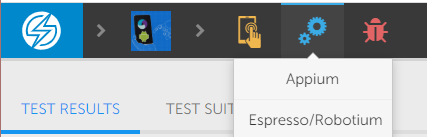 Appium
TEST RESULTS
TEST SUIT
Espresso/Robotium